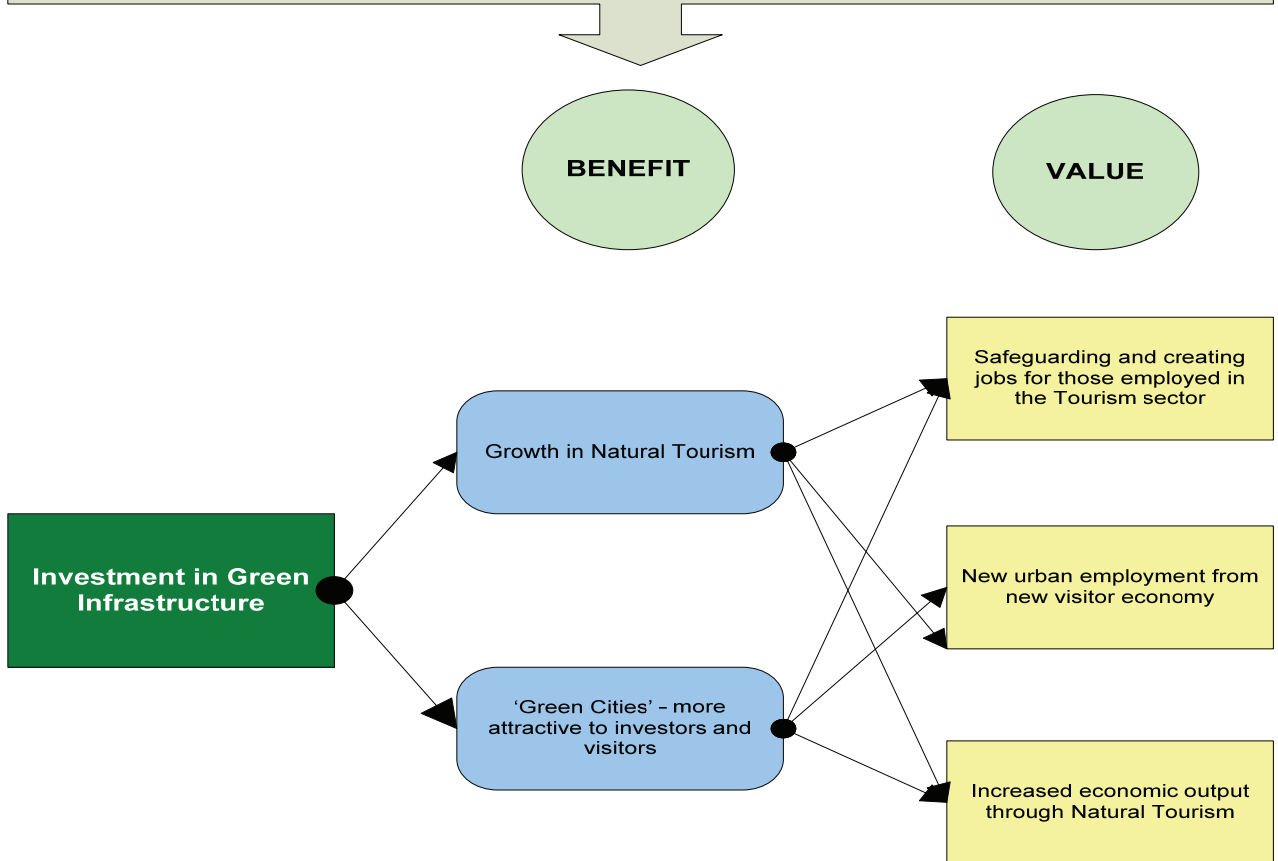 BENEFIT
VALUE
Safeguarding and creating
jobs for those employed in
the Tourism sector
Growth in Natural Tourism
Investment in Green
Infrastructure
New urban employment from
new visitor economy
‘Green Cities’ – more
attractive to investors and
visitors
Increased economic output
through Natural Tourism